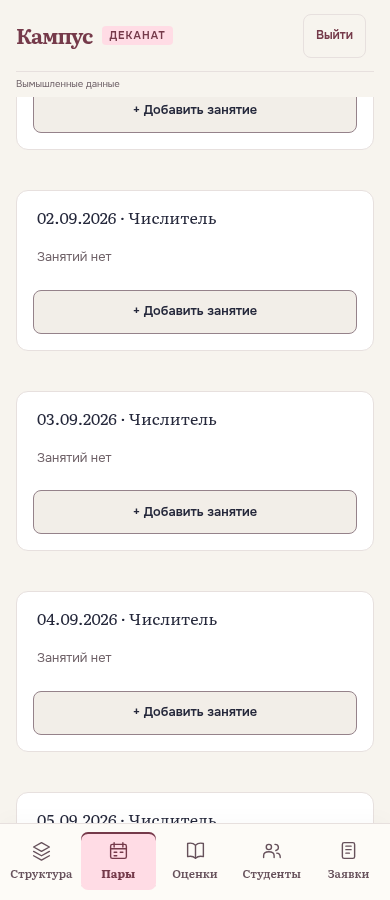 Кампус ДЕКАНАТ Выйти
Вымышленные данные
+ Добавить занятие
02.09.2026 · Числитель
Занятий нет
+ Добавить занятие
03.09.2026 · Числитель
Занятий нет
+ Добавить занятие
04.09.2026 · Числитель
Занятий нет
+ Добавить занятие
05.09.2026 · Числитель
Структура Пары Оценки Студенты Заявки